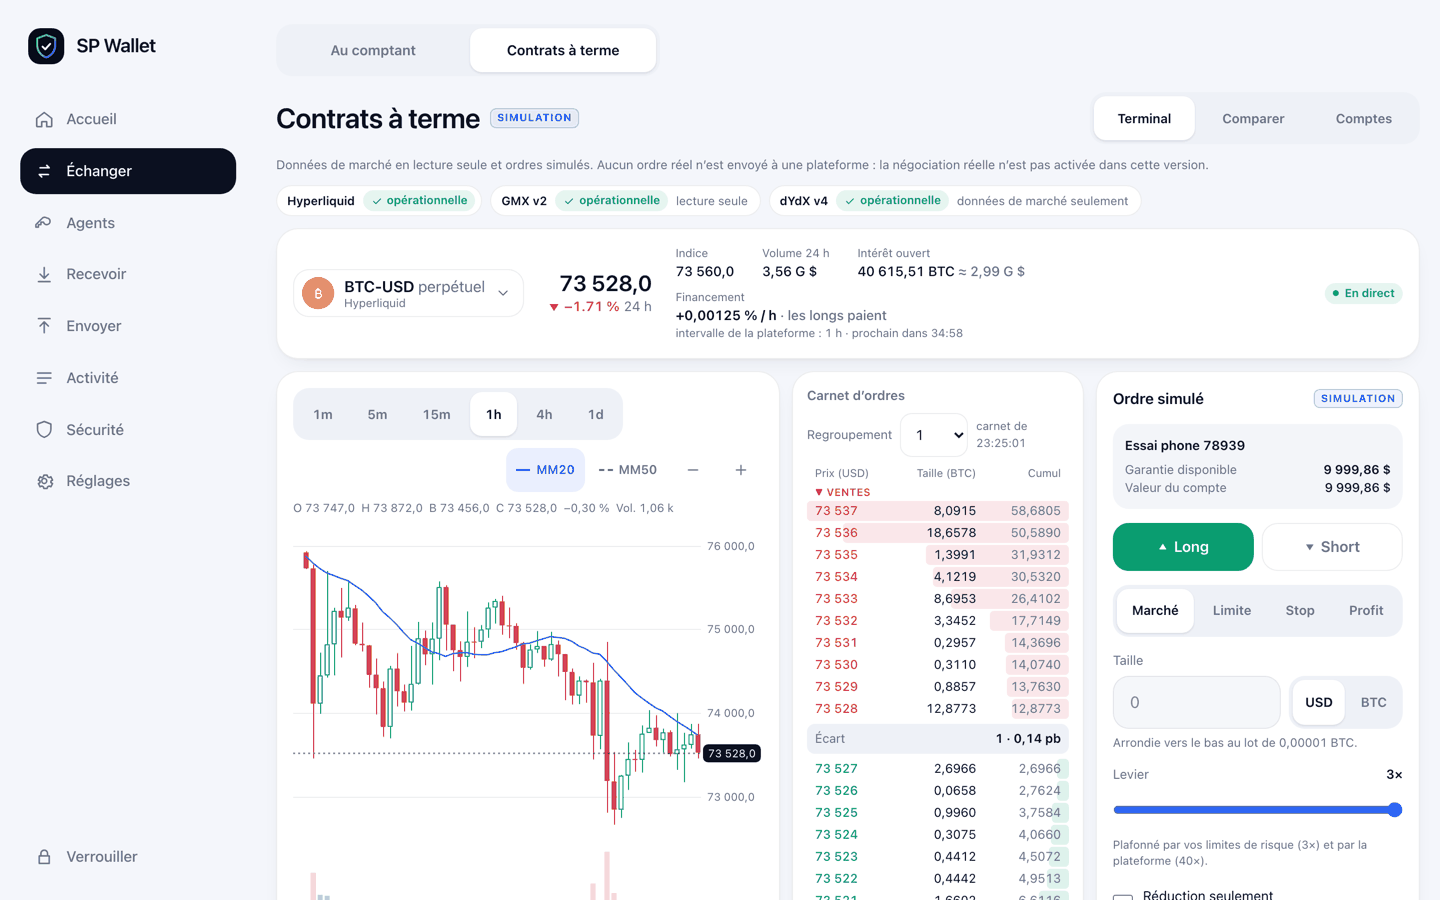 SP Wallet
Au comptant
Contrats à terme
Accueil
Échanger
Agents
Recevoir
Envoyer
Activité
Sécurité
Réglages
Verrouiller
Contrats à terme SIMULATION
Terminal Comparer Comptes
Données de marché en lecture seule et ordres simulés. Aucun ordre réel n’est envoyé à une plateforme : la négociation réelle n’est pas activée dans cette version.
Hyperliquid opérationnelle
GMX v2 opérationnelle lecture seule
dYdX v4 opérationnelle données de marché seulement
BTC-USD perpétuel
Hyperliquid
73 528,0
▼ −1.71 % 24 h
Indice
73 560,0
Volume 24 h
3,56 G $
Intérêt ouvert
40 615,51 BTC ≈ 2,99 G $
Financement
+0,00125 % / h · les longs paient
intervalle de la plateforme : 1 h · prochain dans 34:58
En direct
1m 5m 15m 1h 4h 1d
MM20 MM50 − +
O 73 747,0 H 73 872,0 B 73 456,0 C 73 528,0 −0,30 % Vol. 1,06 k
76 000,0
75 000,0
74 000,0
73 528,0
73 000,0
Carnet d’ordres
Regroupement 1
carnet de
23:25:01
Prix (USD) Taille (BTC) Cumul
▼ VENTES
73 537 8,0915 58,6805
73 536 18,6578 50,5890
73 535 1,3991 31,9312
73 534 4,1219 30,5320
73 533 8,6953 26,4102
73 532 3,3452 17,7149
73 531 0,2957 14,3696
73 530 0,3110 14,0740
73 529 0,8857 13,7630
73 528 12,8773 12,8773
Écart 1 · 0,14 pb
73 527 2,6966 2,6966
73 526 0,0658 2,7624
73 525 0,9960 3,7584
73 524 0,3075 4,0660
73 523 0,4412 4,5072
73 522 0,4442 4,9513
73 521 1,6602 6,6116
Ordre simulé SIMULATION
Essai phone 78939
Garantie disponible 9 999,86 $
Valeur du compte 9 999,86 $
▲ Long
▼ Short
Marché Limite Stop Profit
Taille
0
USD BTC
Arrondie vers le bas au lot de 0,00001 BTC.
Levier 3×
Plafonné par vos limites de risque (3×) et par la
plateforme (40×).
Réduction seulement